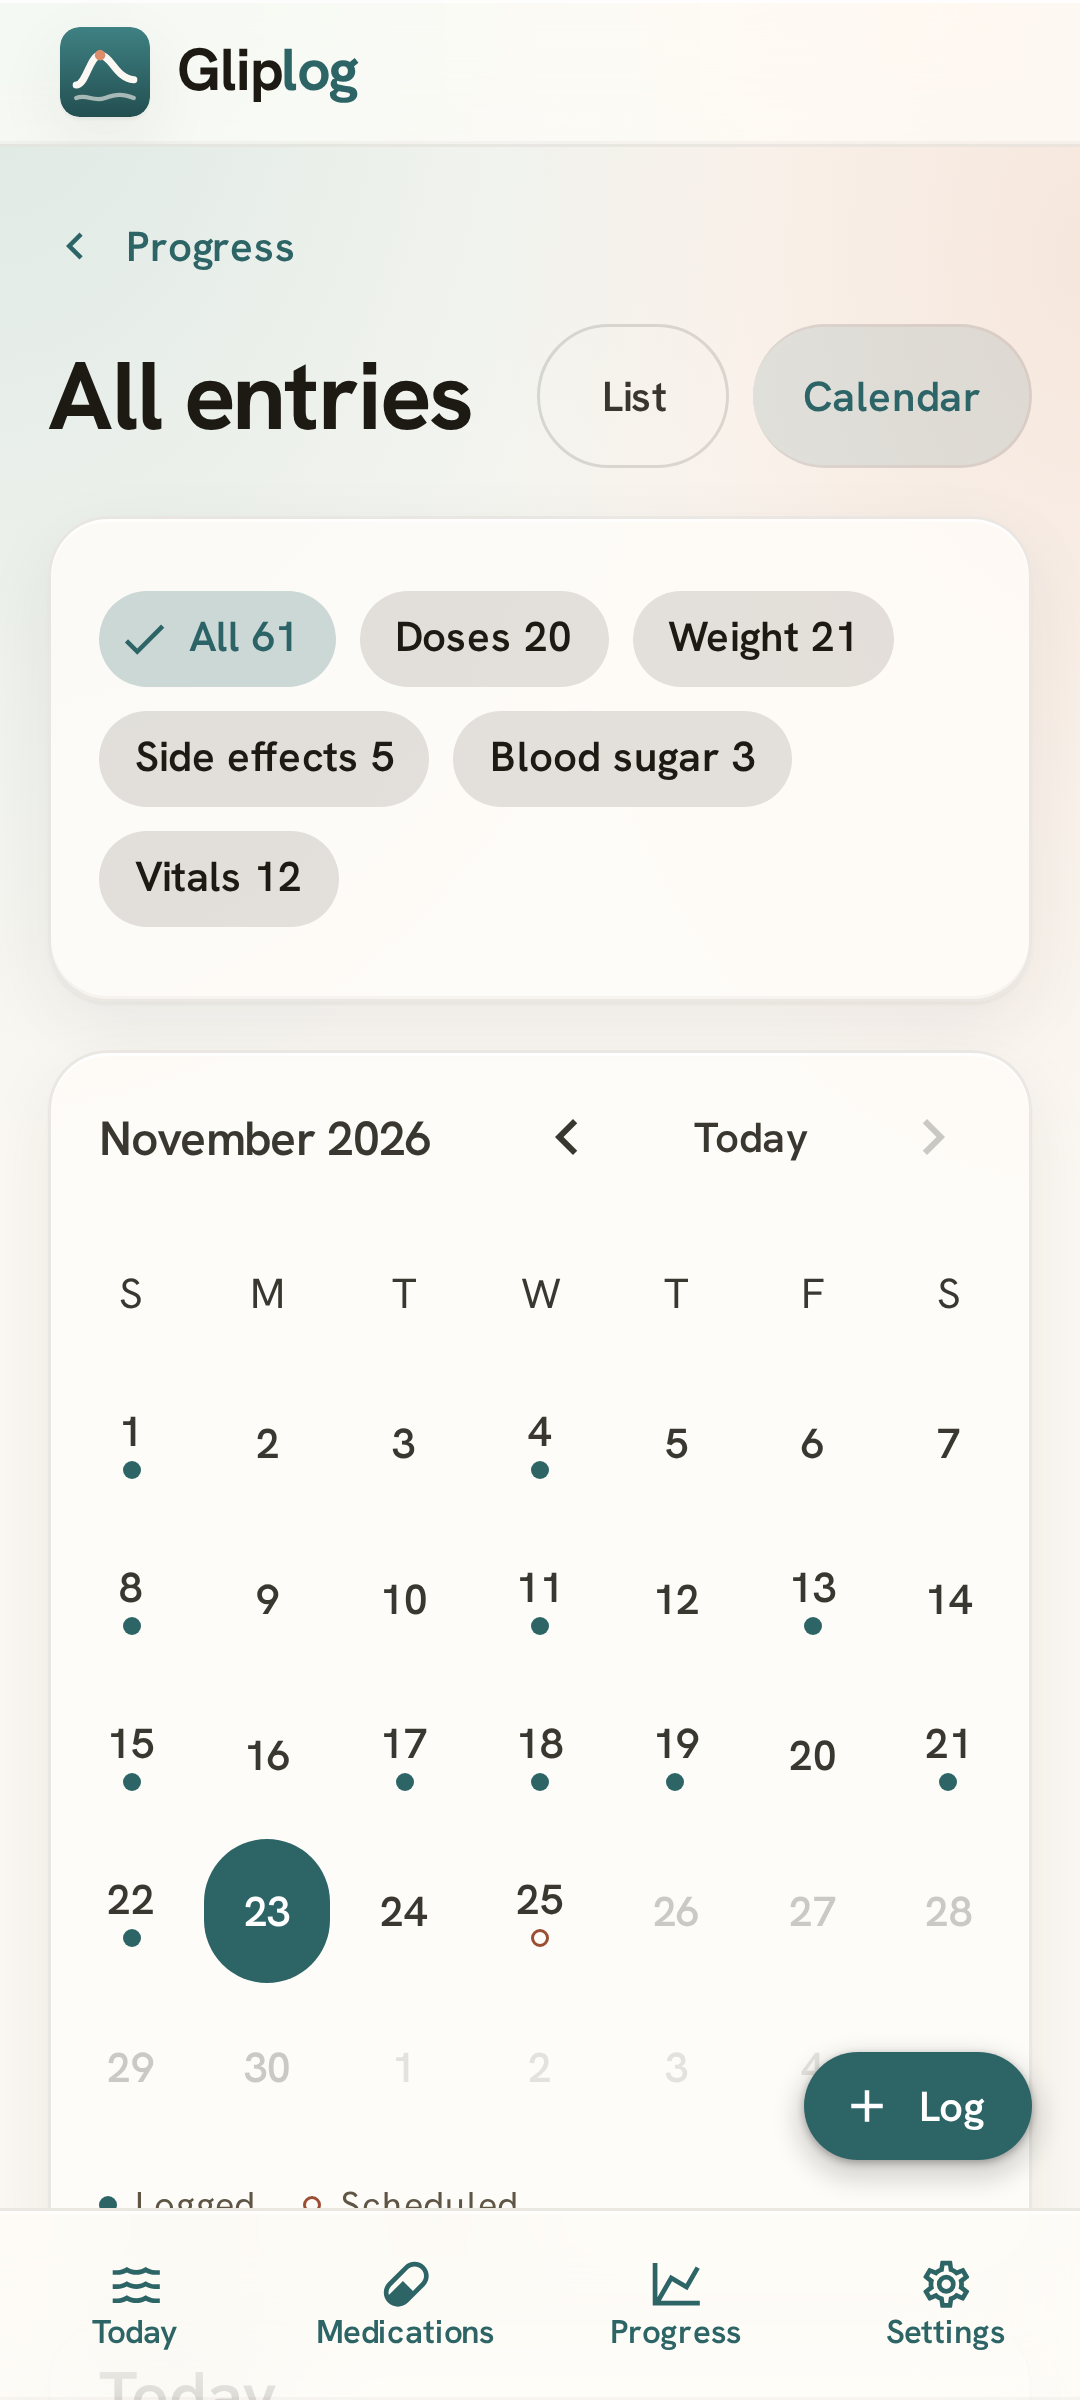 Gliplog
Progress
All entries
List
Calendar
All 61
Doses 20
Weight 21
Side effects 5
Blood sugar 3
Vitals 12
November 2026
Today
S M T W T F S
1 2 3 4 5 6 7
8 9 10 11 12 13 14
15 16 17 18 19 20 21
22 23 24 25 26 27 28
29 30 1 2 3 4
Log
Logged
Scheduled
Today
Medications
Progress
Settings
Today